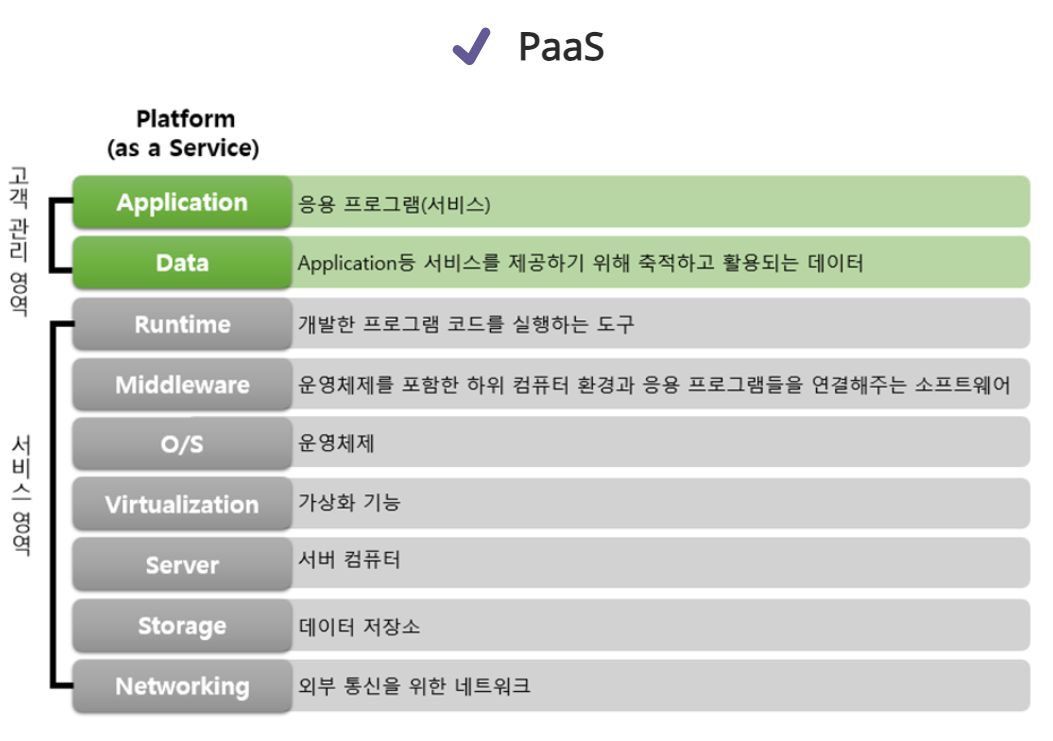 PaaS
Platform
(as a Service)
고객 관리 영역
Application 응용 프로그램(서비스)
Data Application등 서비스를 제공하기 위해 축적하고 활용되는 데이터
서비스 영역
Runtime 개발한 프로그램 코드를 실행하는 도구
Middleware 운영체제를 포함한 하위 컴퓨터 환경과 응용 프로그램들을 연결해주는 소프트웨어
O/S 운영체제
Virtualization 가상화 기능
Server 서버 컴퓨터
Storage 데이터 저장소
Networking 외부 통신을 위한 네트워크